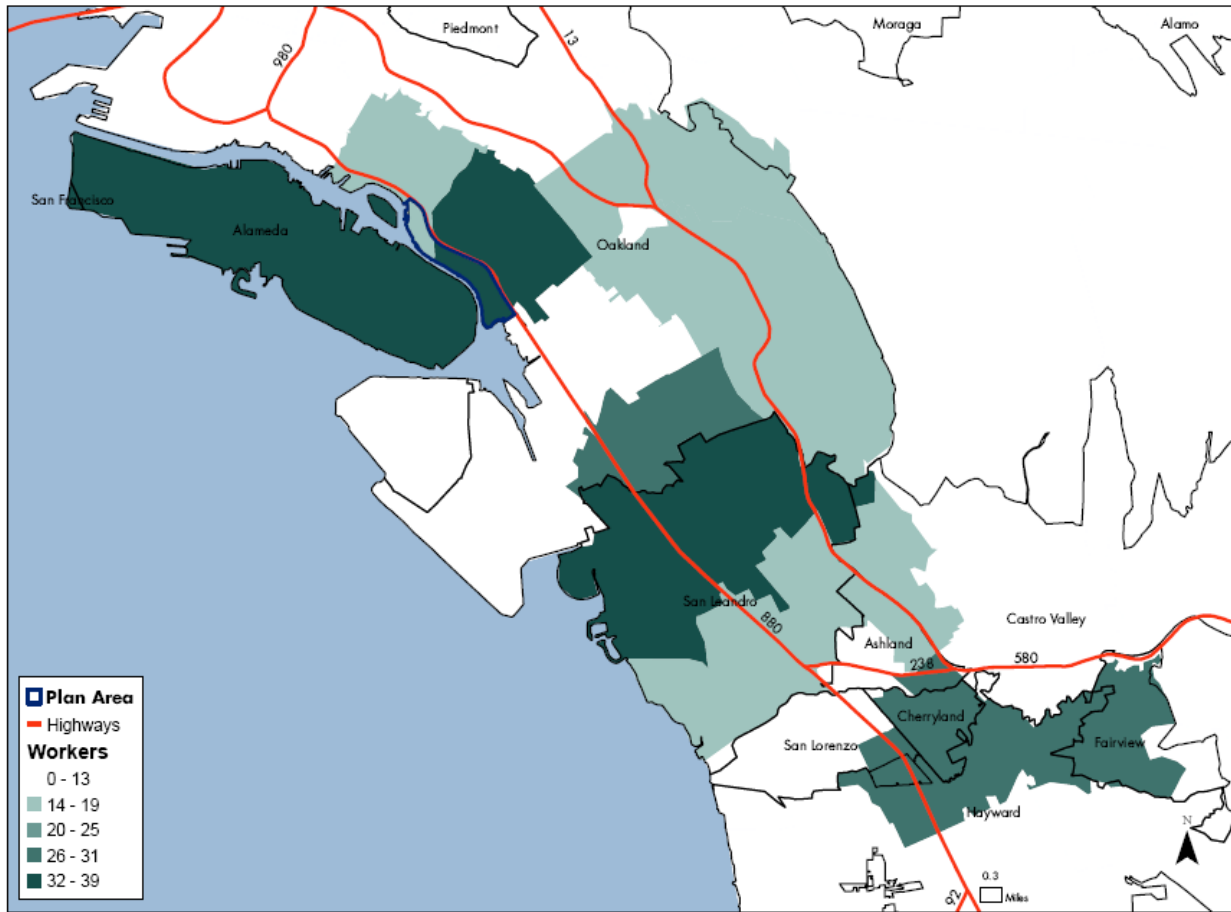 Piedmont
Moraga
Alamo
13
980
San Francisco
Alameda
Oakland
San Leandro
880
Ashland
Castro Valley
238
580
Cherryland
San Lorenzo
Fairview
Hayward
N
0.3
Miles
92
Plan Area
Highways
Workers
0 - 13
14 - 19
20 - 25
26 - 31
32 - 39